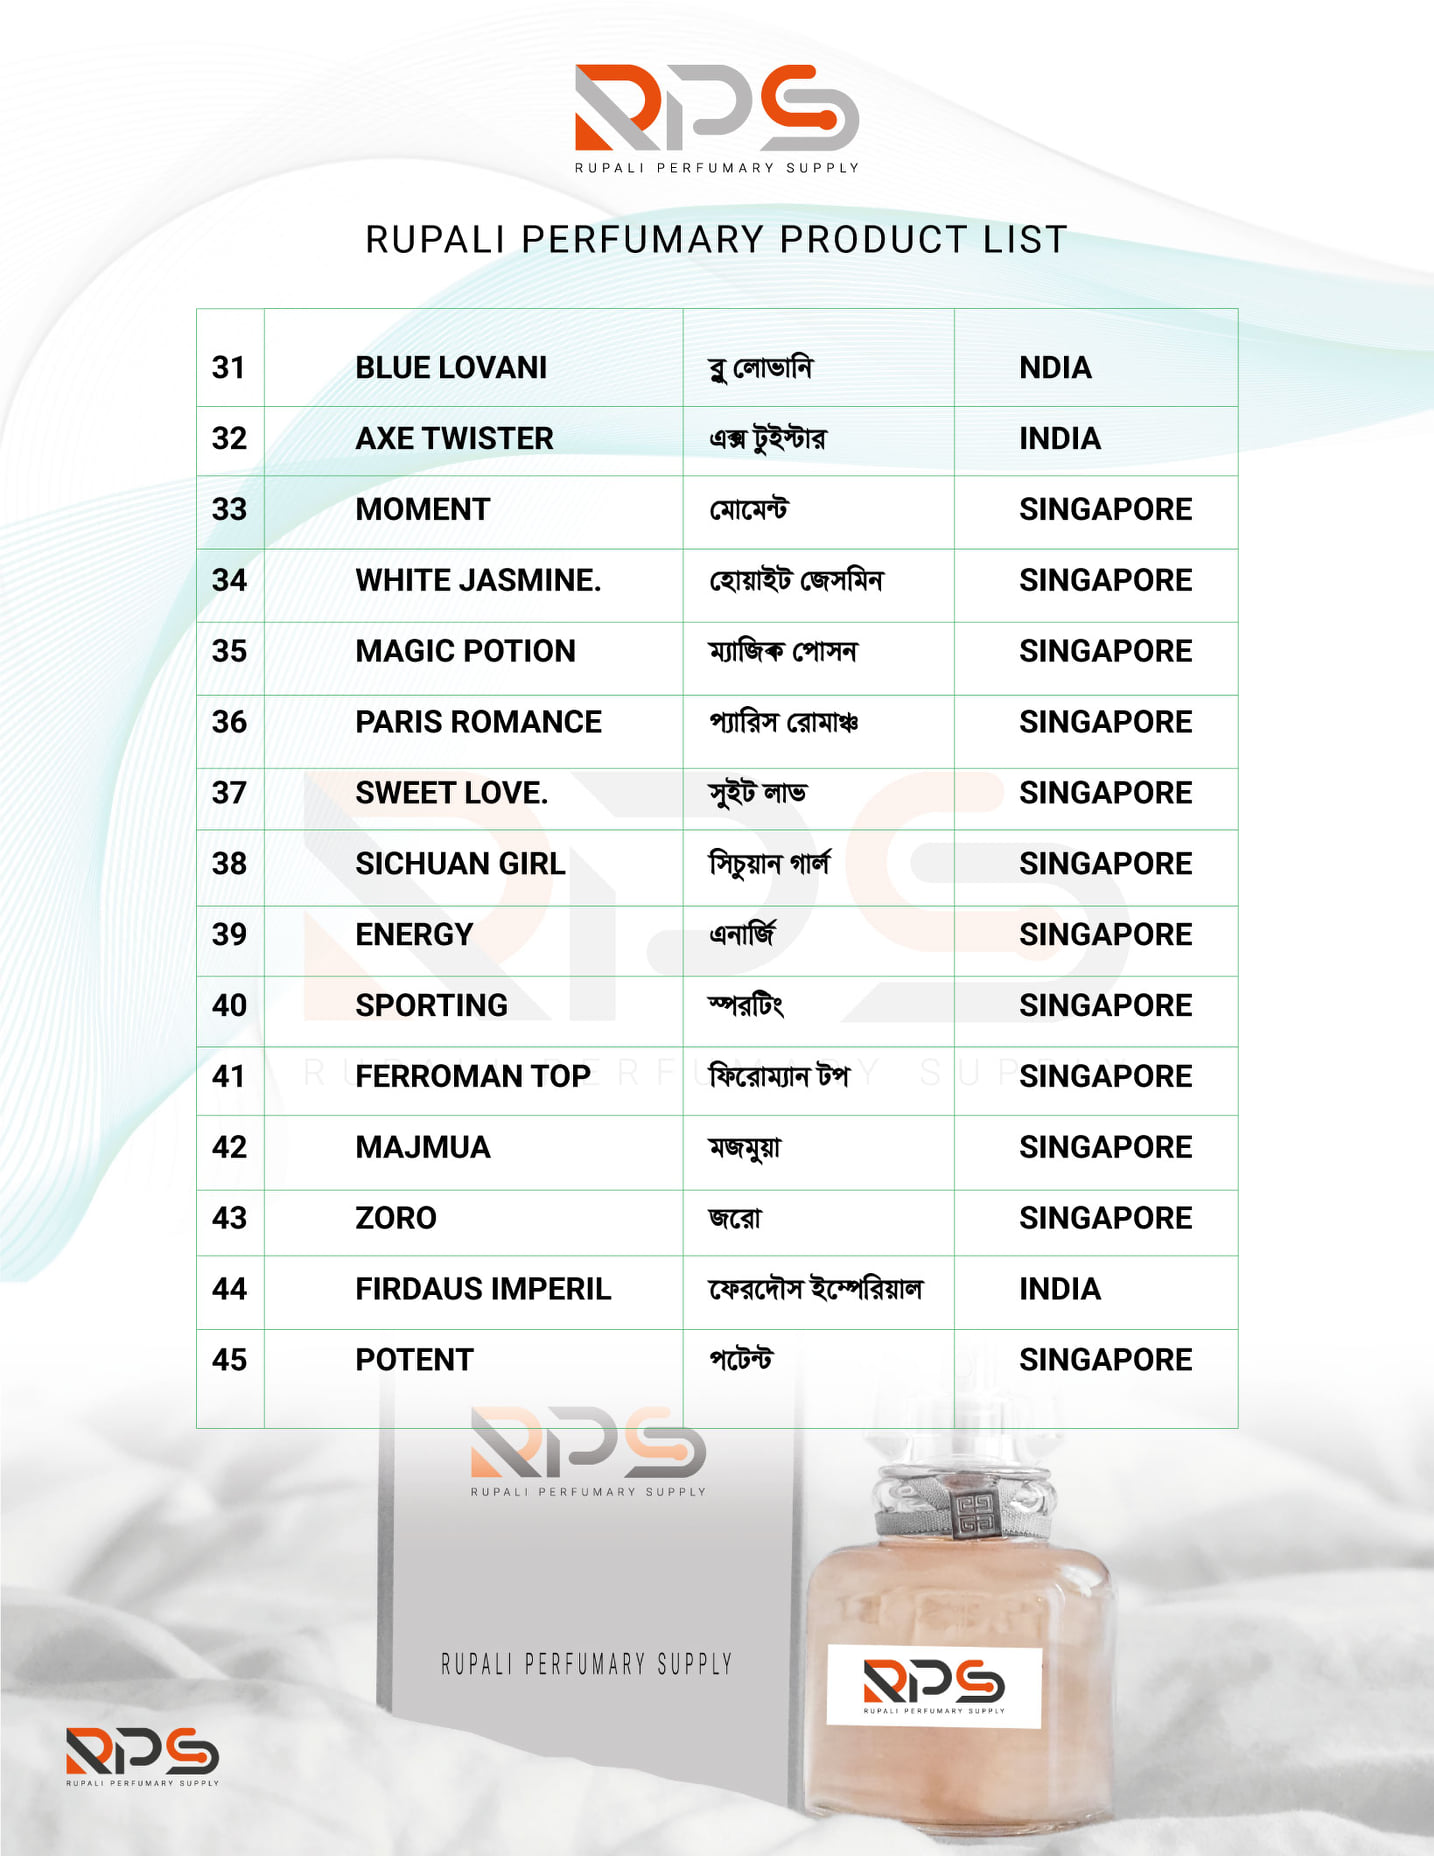 RPS
RUPALI PERFUMARY SUPPLY
RUPALI PERFUMARY PRODUCT LIST
31 BLUE LOVANI ব্লু লোভানি NDIA
32 AXE TWISTER এক্স টুইস্টার INDIA
33 MOMENT মোমেন্ট SINGAPORE
34 WHITE JASMINE. হোয়াইট জেসমিন SINGAPORE
35 MAGIC POTION ম্যাজিক পোসন SINGAPORE
36 PARIS ROMANCE প্যারিস রোমাঞ্চ SINGAPORE
37 SWEET LOVE. সুইট লাভ SINGAPORE
38 SICHUAN GIRL সিচুয়ান গার্ল SINGAPORE
39 ENERGY এনার্জি SINGAPORE
40 SPORTING স্পরটিং SINGAPORE
41 FERROMAN TOP ফিরোম্যান টপ SINGAPORE
42 MAJMUA মজমুয়া SINGAPORE
43 ZORO জরো SINGAPORE
44 FIRDAUS IMPERIL ফেরদৌস ইম্পেরিয়াল INDIA
45 POTENT পটেন্ট SINGAPORE
RPS
RUPALI PERFUMARY SUPPLY
RPS
RUPALI PERFUMARY SUPPLY
RUPALI PERFUMARY SUPPLY
RPS
RUPALI PERFUMARY SUPPLY
RPS
RUPALI PERFUMARY SUPPLY